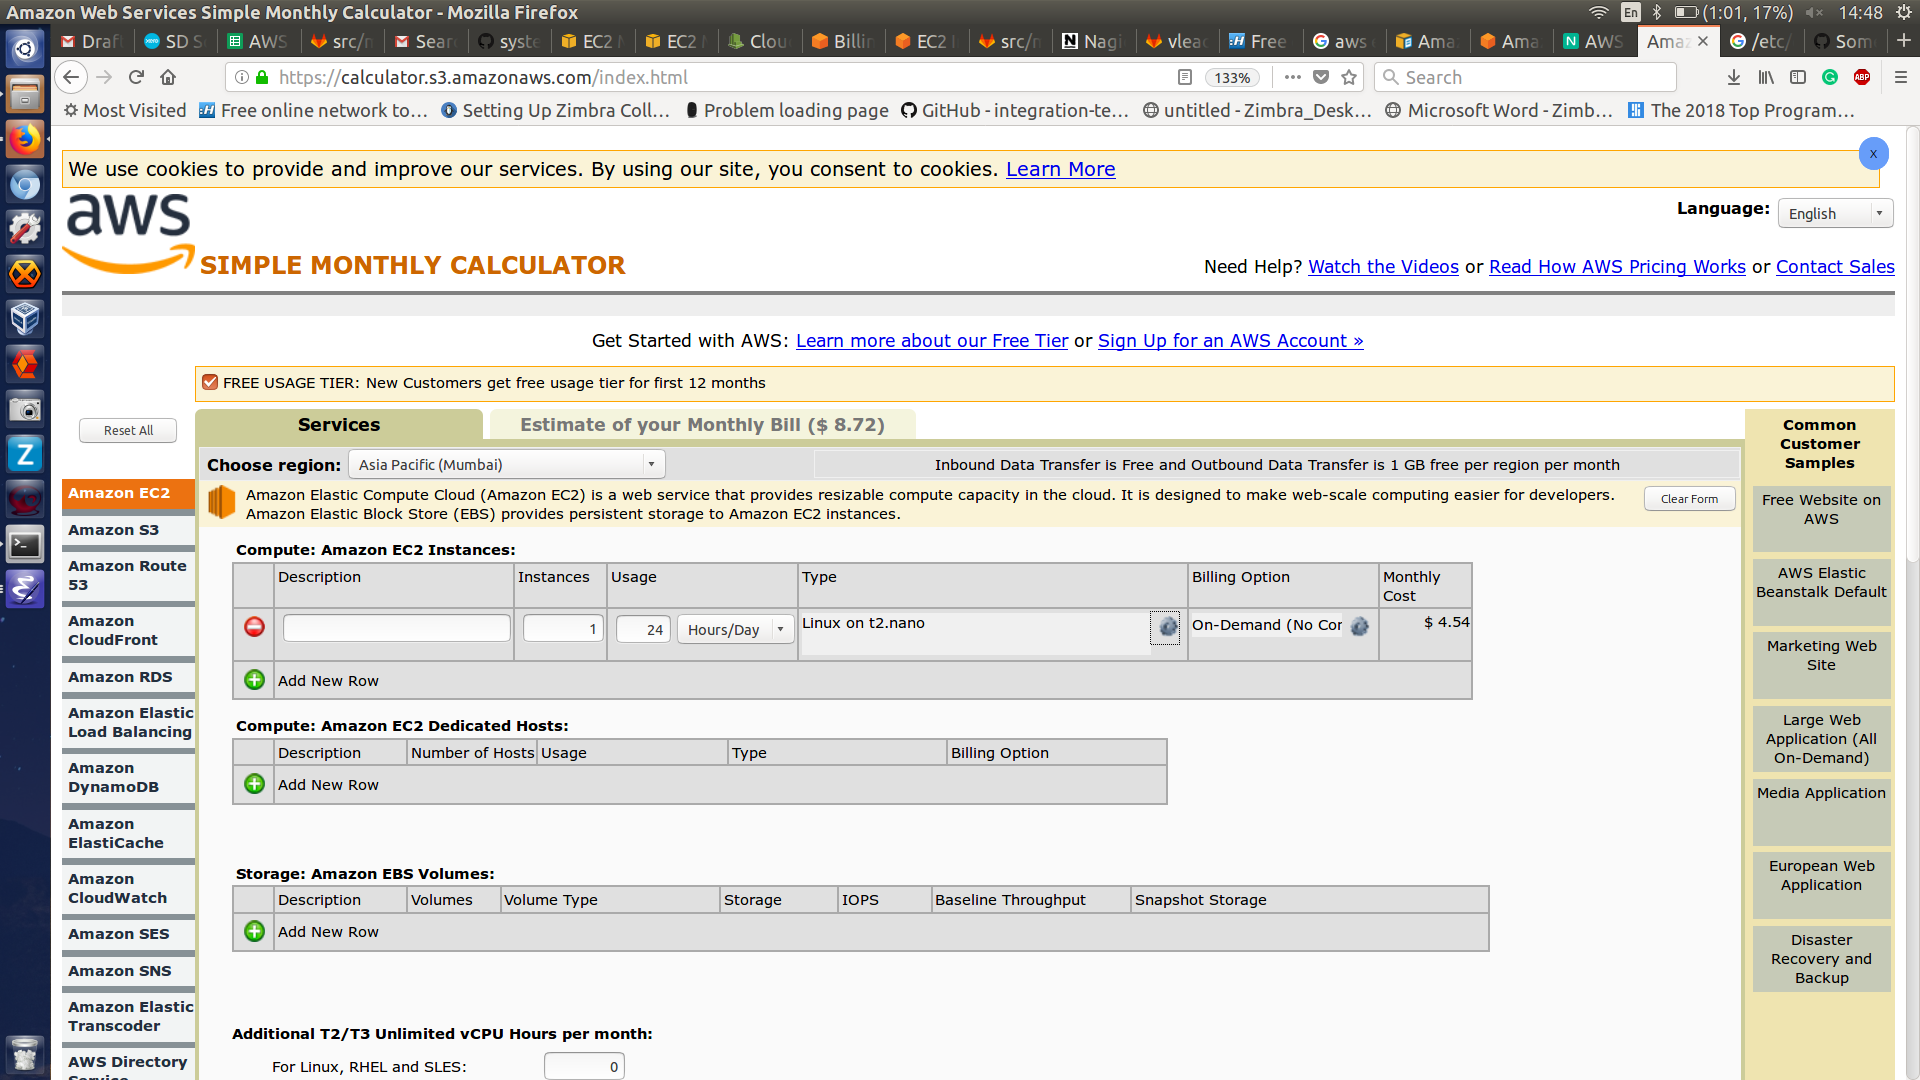 Amazon Web Services Simple Monthly Calculator - Mozilla Firefox
En (1:01, 17%) 14:48
Draf SD S AWS src/n Sear syste EC2 EC2 Clou Billin EC2 src/n Nagi vlea Free aws Ama Ama AWS Amaz /etc/ Som
https://calculator.s3.amazonaws.com/index.html 133% Search
Most Visited Free online network to... Setting Up Zimbra Coll... Problem loading page GitHub - integration-te... untitled - Zimbra_Desk... Microsoft Word - Zimb... The 2018 Top Program...
We use cookies to provide and improve our services. By using our site, you consent to cookies. Learn More
x
aws
SIMPLE MONTHLY CALCULATOR
Language: English
Need Help? Watch the Videos or Read How AWS Pricing Works or Contact Sales
Get Started with AWS: Learn more about our Free Tier or Sign Up for an AWS Account »
FREE USAGE TIER: New Customers get free usage tier for first 12 months
Reset All
Services
Estimate of your Monthly Bill ($ 8.72)
Choose region: Asia Pacific (Mumbai)
Inbound Data Transfer is Free and Outbound Data Transfer is 1 GB free per region per month
Amazon Elastic Compute Cloud (Amazon EC2) is a web service that provides resizable compute capacity in the cloud. It is designed to make web-scale computing easier for developers.
Amazon Elastic Block Store (EBS) provides persistent storage to Amazon EC2 instances.
Clear Form
Amazon EC2
Amazon S3
Amazon Route
53
Amazon
CloudFront
Amazon RDS
Amazon Elastic
Load Balancing
Amazon
DynamoDB
Amazon
ElastiCache
Amazon
CloudWatch
Amazon SES
Amazon SNS
Amazon Elastic
Transcoder
AWS Directory
Service
Compute: Amazon EC2 Instances:
Description Instances Usage Type Billing Option Monthly
Cost
1 24 Hours/Day Linux on t2.nano On-Demand (No Cor $ 4.54
Add New Row
Compute: Amazon EC2 Dedicated Hosts:
Description Number of Hosts Usage Type Billing Option
Add New Row
Storage: Amazon EBS Volumes:
Description Volumes Volume Type Storage IOPS Baseline Throughput Snapshot Storage
Add New Row
Additional T2/T3 Unlimited vCPU Hours per month:
For Linux, RHEL and SLES: 0
Common
Customer
Samples
Free Website on
AWS
AWS Elastic
Beanstalk Default
Marketing Web
Site
Large Web
Application (All
On-Demand)
Media Application
European Web
Application
Disaster
Recovery and
Backup